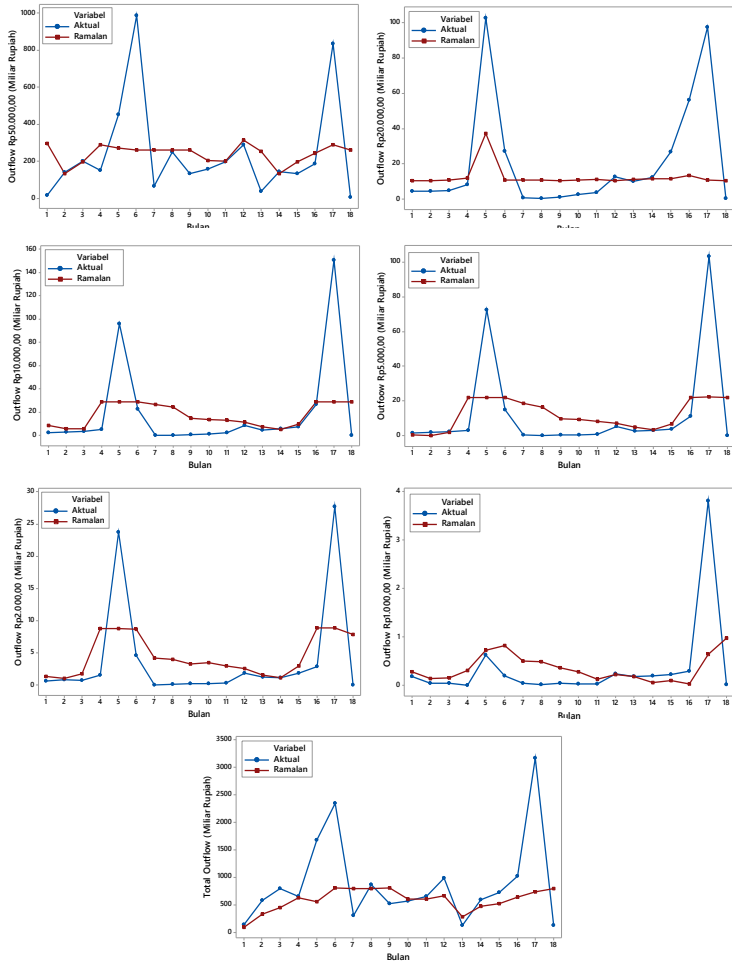 Outflow Rp50.000,00 (Miliar Rupiah)
Variabel
Aktual
Ramalan
1000
800
600
400
200
0
1 2 3 4 5 6 7 8 9 10 11 12 13 14 15 16 17 18
Bulan
Outflow Rp20.000,00 (Miliar Rupiah)
Variabel
Aktual
Ramalan
100
80
60
40
20
0
1 2 3 4 5 6 7 8 9 10 11 12 13 14 15 16 17 18
Bulan
Outflow Rp10.000,00 (Miliar Rupiah)
Variabel
Aktual
Ramalan
160
140
120
100
80
60
40
20
0
1 2 3 4 5 6 7 8 9 10 11 12 13 14 15 16 17 18
Bulan
Outfoow Rp5.000,00 (Miliar Rupiah)
Variabel
Aktual
Ramalan
100
80
60
40
20
0
1 2 3 4 5 6 7 8 9 10 11 12 13 14 15 16 17 18
Bulan
Outflow Rp2.000,00 (Miliar Rupiah)
Variabel
Aktual
Ramalan
30
25
20
15
10
5
0
1 2 3 4 5 6 7 8 9 10 11 12 13 14 15 16 17 18
Bulan
Outflow Rp1.000,00 (Miliar Rupiah)
Variabel
Aktual
Ramalan
4
3
2
1
0
1 2 3 4 5 6 7 8 9 10 11 12 13 14 15 16 17 18
Bulan
Total Outflow (Miliar Rupiah)
Variabel
Aktual
Ramalan
3500
3000
2500
2000
1500
1000
500
0
1 2 3 4 5 6 7 8 9 10 11 12 13 14 15 16 17 18
Bulan